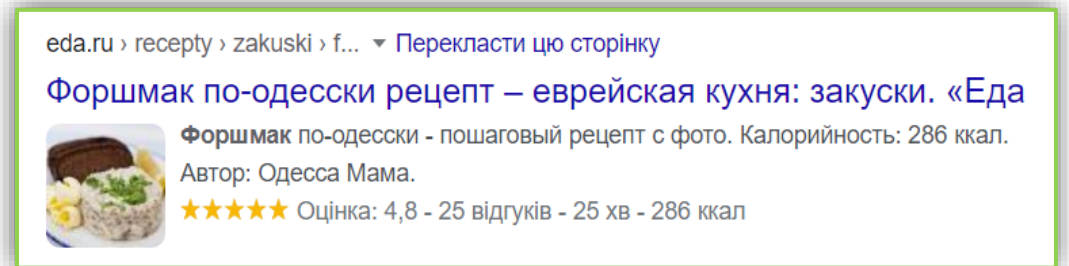 eda.ru › recepty › zakuski › f... ▾ Перекласти цю сторінку
Форшмак по-одесски рецепт – еврейская кухня: закуски. «Еда
Форшмак по-одесски - пошаговый рецепт с фото. Калорийность: 286 ккал.
Автор: Одесса Мама.
★★★★★ Оцінка: 4,8 - 25 відгуків - 25 хв - 286 ккал